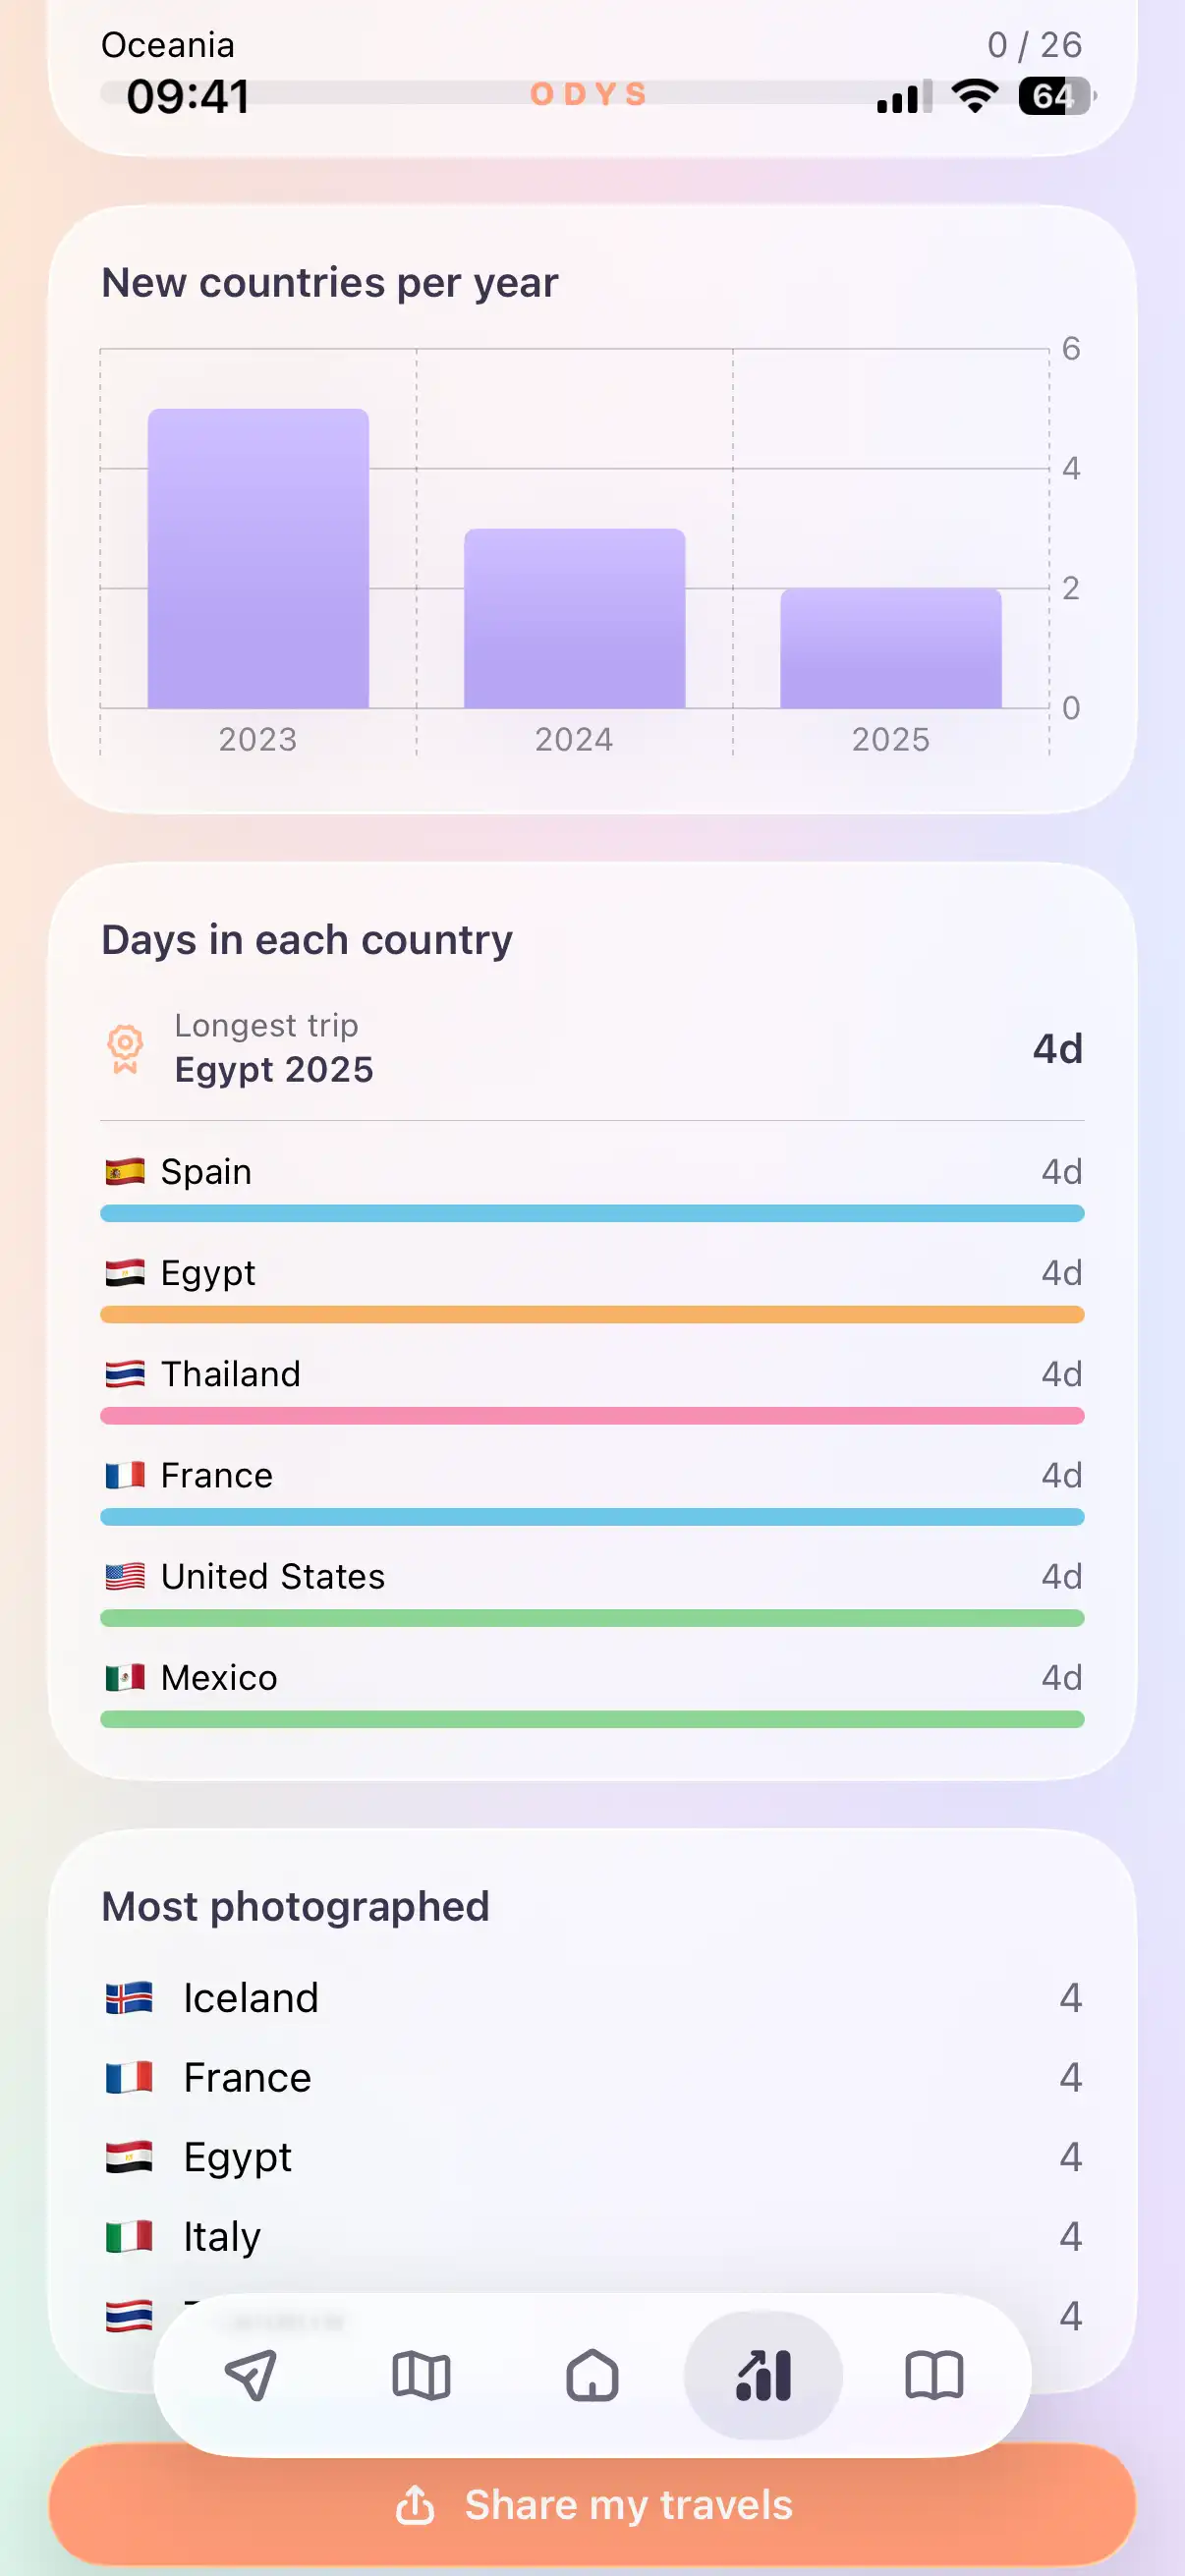 Oceania 0 / 26
09:41 ODYS 64
New countries per year
6
4
2
0
2023 2024 2025
Days in each country
Longest trip
Egypt 2025 4d
Spain 4d
Egypt 4d
Thailand 4d
France 4d
United States 4d
Mexico 4d
Most photographed
Iceland 4
France 4
Egypt 4
Italy 4
4
Share my travels